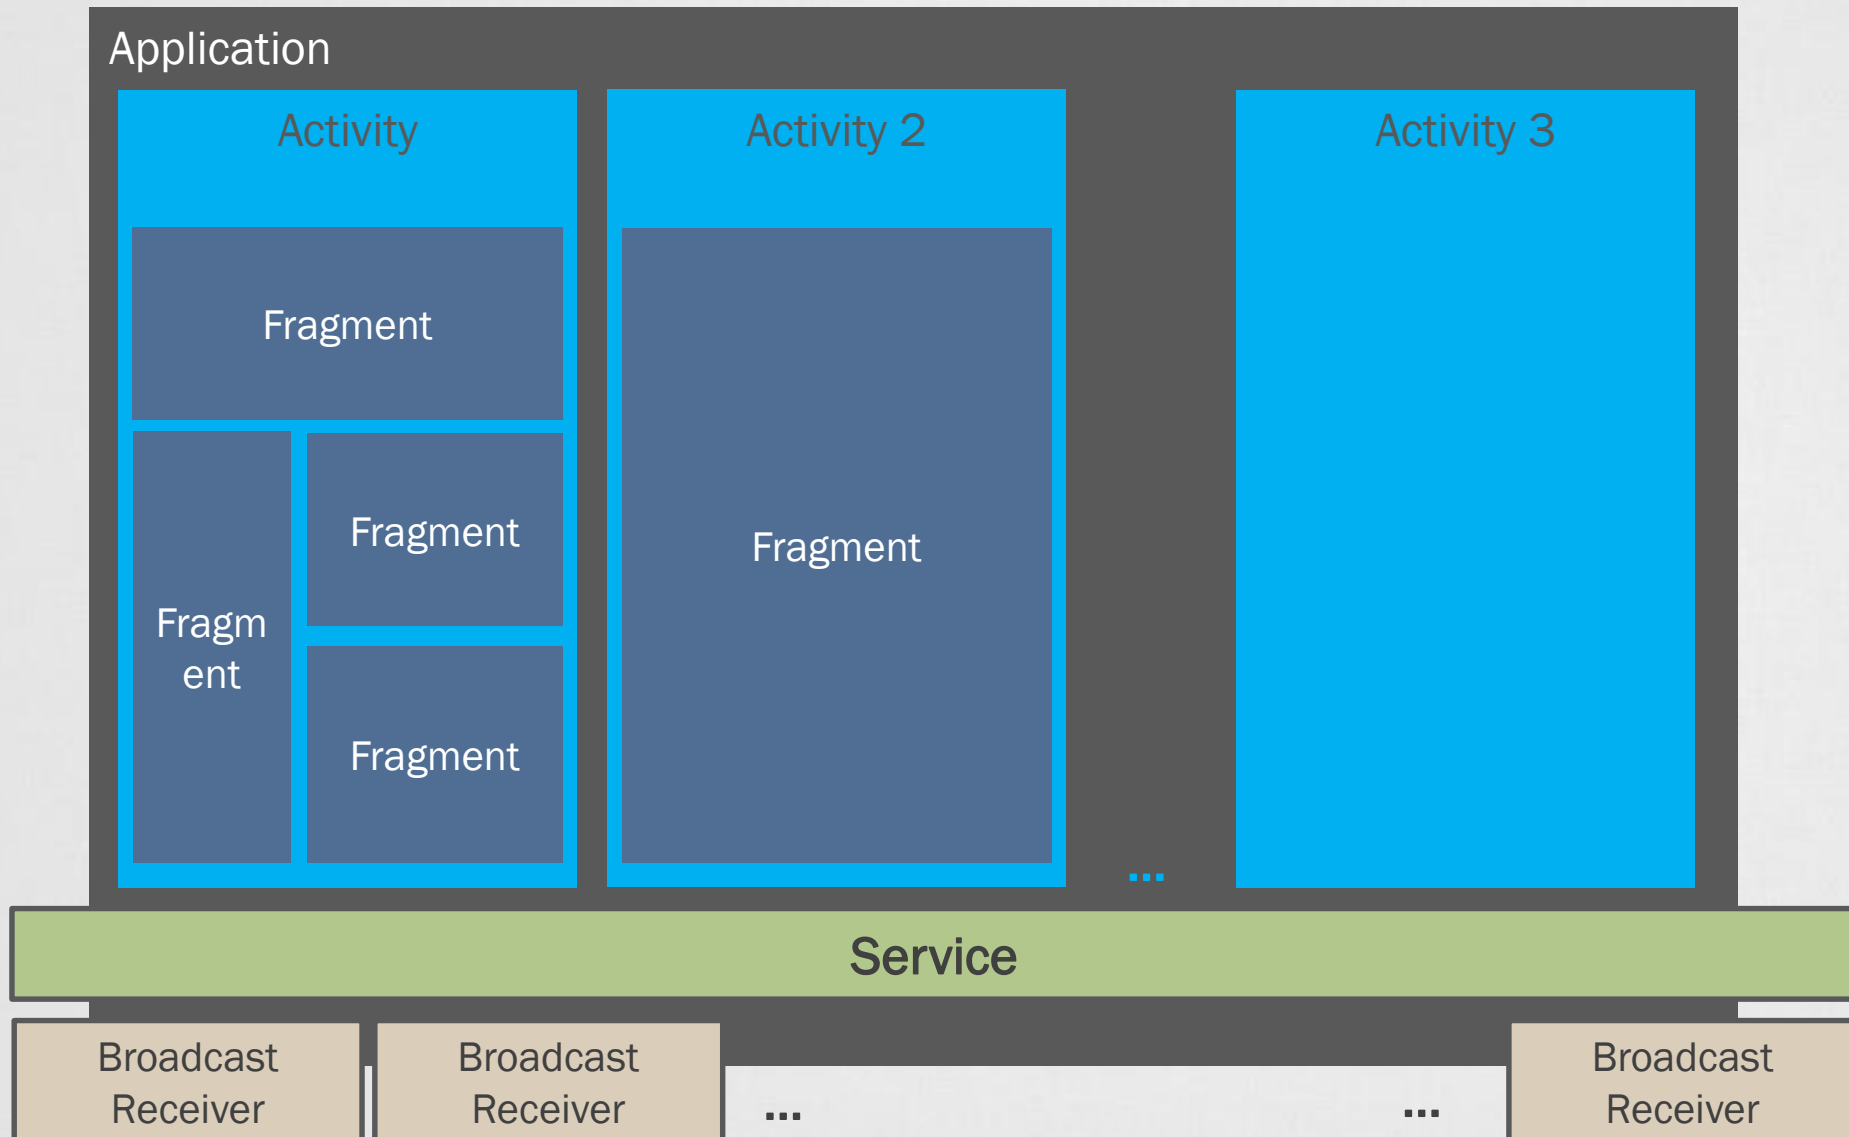 Application
Activity
Activity 2
Activity 3
Fragment
Fragment
Fragm
ent
Fragment
Fragment
...
Service
Broadcast
Receiver
Broadcast
Receiver
...
...
Broadcast
Receiver